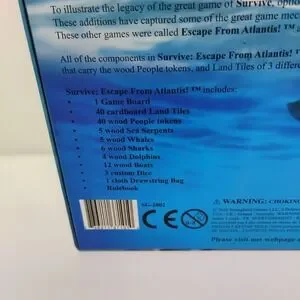 To illustrate the legacy of the great game of Survive, optio
These additions have captured some of the great game mec
These other games were called Escape From Atlantis!
All of the components in Survive: Escape From Atlantis! ™
that carry the wood People tokens, and Land Tiles of 3 differe
Survive: Escape From Atlantis! ™ includes:
• 1 Game Board
• 40 cardboard Land Tiles
• 40 wood People tokens
• 5 wood Sea Serpents
• 5 wood Whales
• 6 wood Sharks
• 4 wood Dolphins
• 12 wood Boats
• 3 custom Dice
• 1 cloth Drawstring Bag
• Rulebook
CE
0-3
WARNING: CHOKING
Please visit our webpage